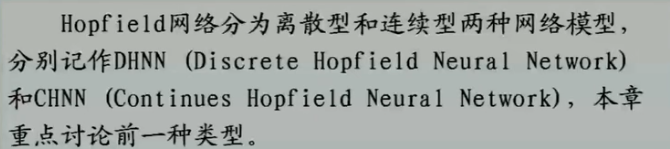 Hopfield网络分为离散型和连续型两种网络模型，
分别记作DHNN (Discrete Hopfield Neural Network)
和CHNN (Continues Hopfield Neural Network)，本章
重点讨论前一种类型。